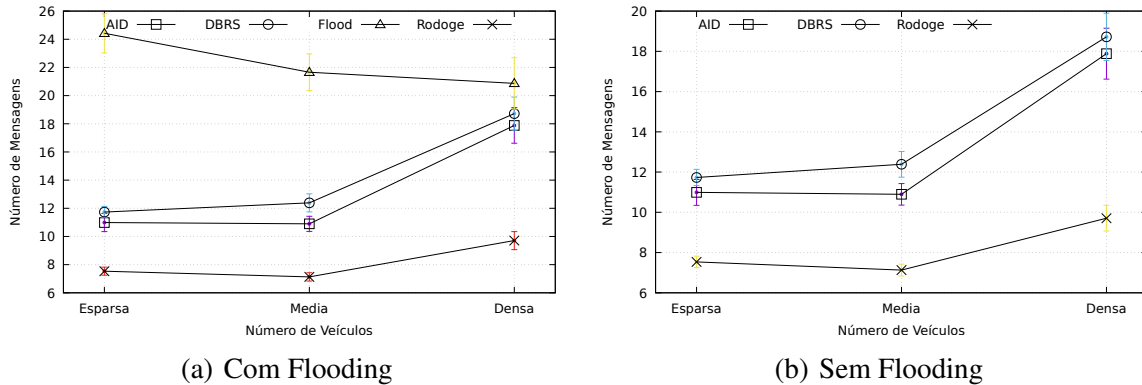 AID DBRS Flood Rodoge
Número de Mensagens
26
24
22
20
18
16
14
12
10
8
6
Esparsa Media Densa
Número de Veículos
(a) Com Flooding
AID DBRS Rodoge
Número de Mensagens
20
18
16
14
12
10
8
6
Esparsa Media Densa
Número de Veículos
(b) Sem Flooding